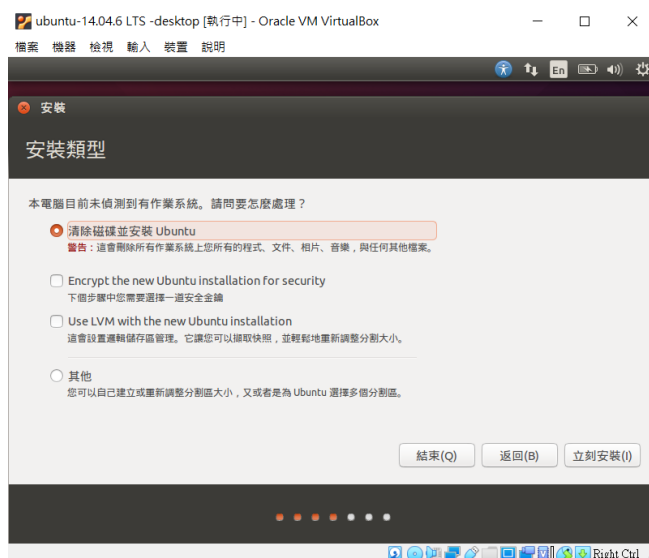 ubuntu-14.04.6 LTS -desktop [執行中] - Oracle VM VirtualBox
檔案 機器 檢視 輸入 裝置 說明
En
安裝
安裝類型
本電腦目前未偵測到有作業系統。請問要怎麼處理？
清除磁碟並安裝 Ubuntu
警告：這會刪除所有作業系統上您所有的程式、文件、相片、音樂，與任何其他檔案。
Encrypt the new Ubuntu installation for security
下個步驟中您需要選擇一道安全金鑰
Use LVM with the new Ubuntu installation
這會設置邏輯儲存區管理。它讓您可以擷取快照，並輕鬆地重新調整分割大小。
其他
您可以自己建立或重新調整分割區大小，又或者是為 Ubuntu 選擇多個分割區。
結束(Q) 返回(B) 立刻安裝(I)
Right Ctrl